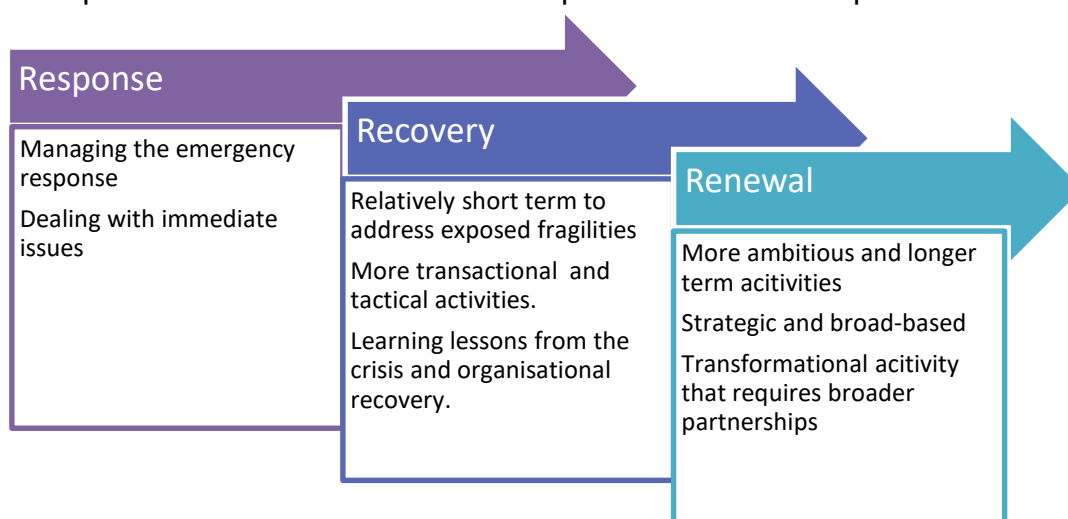 Response
Managing the emergency
response
Dealing with immediate
issues
Recovery
Relatively short term to
address exposed fragilities
More transactional and
tactical activities.
Learning lessons from the
crisis and organisational
recovery.
Renewal
More ambitious and longer
term acitivities
Strategic and broad-based
Transformational acitivity
that requires broader
partnerships